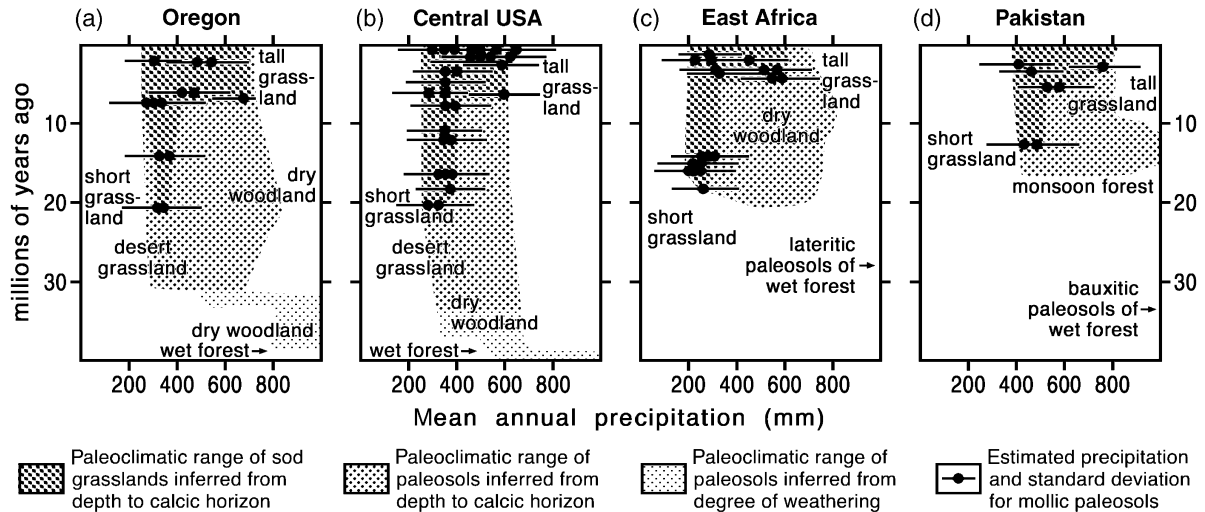 (a) Oregon
(b) Central USA
(c) East Africa
(d) Pakistan
millions of years ago
10
20
30
tall
grass-
land
short
grass-
land
dry
woodland
desert
grassland
dry woodland
wet forest
200 400 600 800
tall
grass-
land
short
grassland
desert
grassland
dry
woodland
wet forest
200 400 600 800
tall
grass-
land
dry
woodland
short
grassland
lateritic
paleosols of
wet forest
200 400 600 800
tall
grassland
short
grassland
monsoon forest
bauxitic
paleosols of
wet forest
200 400 600 800
10
20
30
Mean annual precipitation (mm)
Paleoclimatic range of sod
grasslands inferred from
depth to calcic horizon
Paleoclimatic range of
paleosols inferred from
depth to calcic horizon
Paleoclimatic range of
paleosols inferred from
degree of weathering
Estimated precipitation
and standard deviation
for mollic paleosols